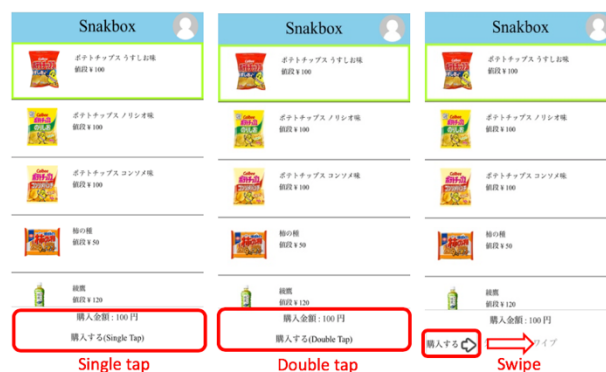 Snakbox
ポテトチップス うすしお味
値段 ¥ 100
ポテトチップス ノリシオ味
値段 ¥ 100
ポテトチップス コンソメ味
値段 ¥ 100
柿の種
値段 ¥ 50
綾鷹
値段 ¥ 120
購入金額 : 100 円
購入する(Single Tap)
Single tap
Snakbox
ポテトチップス うすしお味
値段 ¥ 100
ポテトチップス ノリシオ味
値段 ¥ 100
ポテトチップス コンソメ味
値段 ¥ 100
柿の種
値段 ¥ 50
綾鷹
値段 ¥ 120
購入金額 : 100 円
購入する(Double Tap)
Double tap
Snakbox
ポテトチップス うすしお味
値段 ¥ 100
ポテトチップス ノリシオ味
値段 ¥ 100
ポテトチップス コンソメ味
値段 ¥ 100
柿の種
値段 ¥ 50
綾鷹
値段 ¥ 120
購入金額 : 100 円
購入する
ワイプ
Swipe